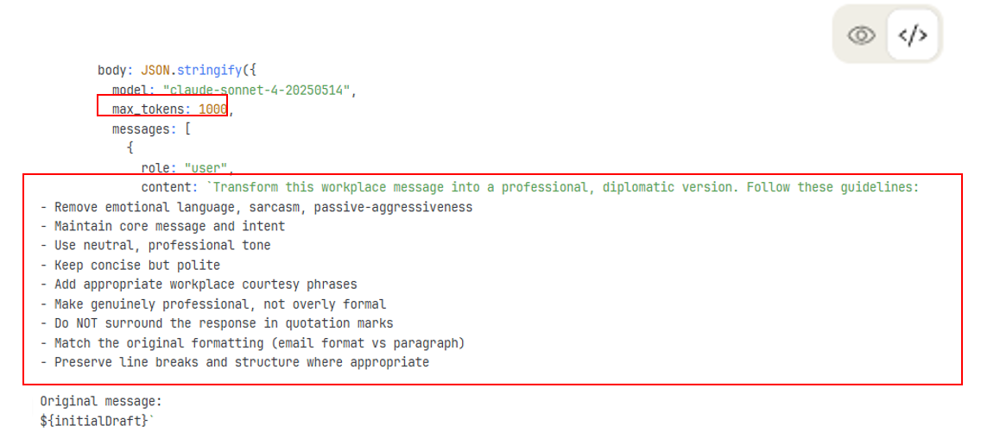 </>
body: JSON.stringify({
model: "claude-sonnet-4-20250514",
max_tokens: 1000,
messages: [
{
role: "user",
content: `Transform this workplace message into a professional, diplomatic version. Follow these guidelines:
- Remove emotional language, sarcasm, passive-aggressiveness
- Maintain core message and intent
- Use neutral, professional tone
- Keep concise but polite
- Add appropriate workplace courtesy phrases
- Make genuinely professional, not overly formal
- Do NOT surround the response in quotation marks
- Match the original formatting (email format vs paragraph)
- Preserve line breaks and structure where appropriate
Original message:
${initialDraft}`